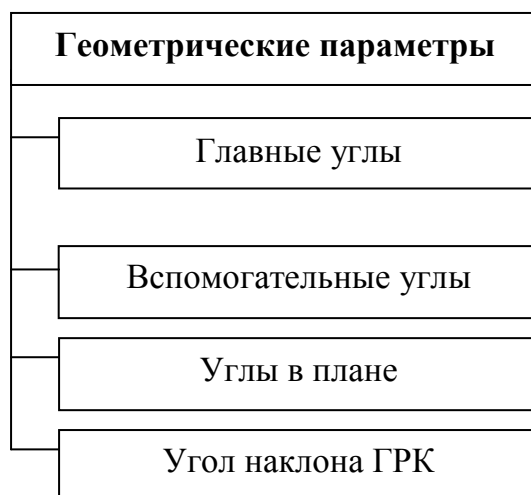 Геометрические параметры
Главные углы
Вспомогательные углы
Углы в плане
Угол наклона ГРК